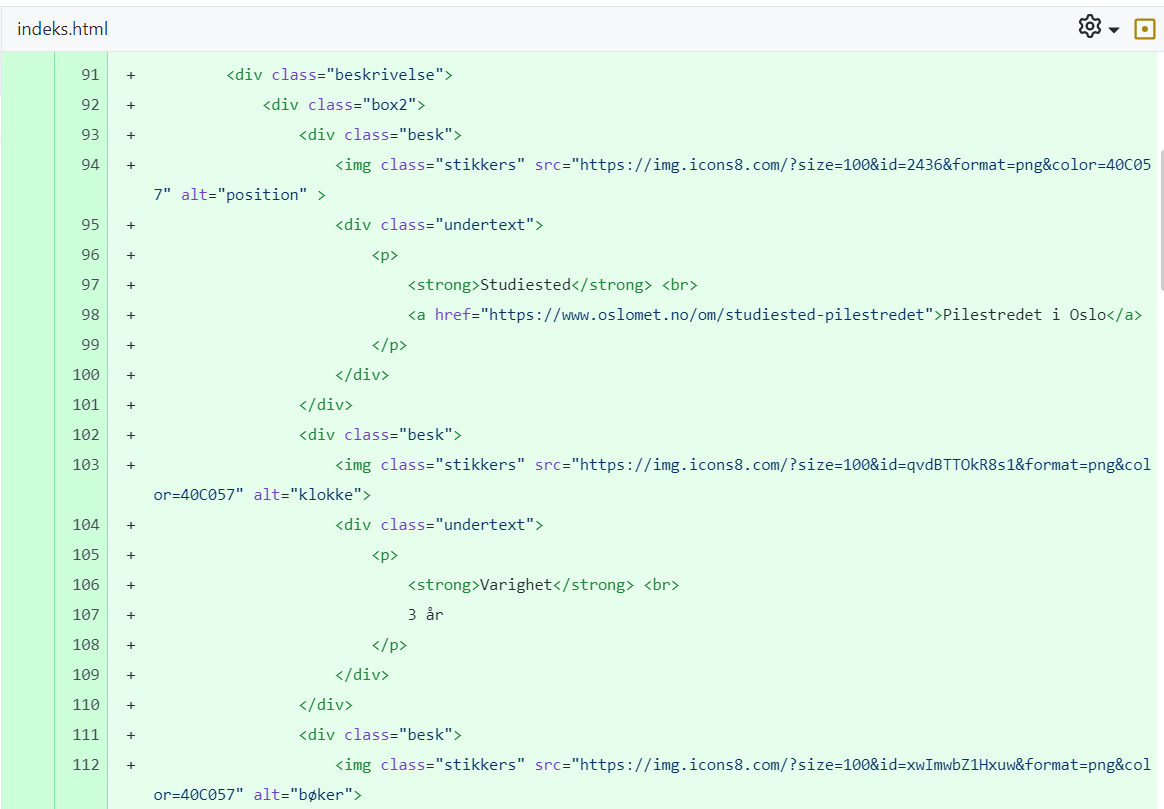 indeks.html
91 + <div class="beskrivelse">
92 + <div class="box2">
93 + <div class="besk">
94 + <img class="stikkers" src="https://img.icons8.com/?size=100&id=2436&format=png&color=40C05
7" alt="position" >
95 + <div class="undertext">
96 + <p>
97 + <strong>Studiested</strong> <br>
98 + <a href="https://www.oslomet.no/om/studiested-pilestredet">Pilestredet i Oslo</a>
99 + </p>
100 + </div>
101 + </div>
102 + <div class="besk">
103 + <img class="stikkers" src="https://img.icons8.com/?size=100&id=qvdBTTOkR8s1&format=png&col
or=40C057" alt="klokke">
104 + <div class="undertext">
105 + <p>
106 + <strong>Varighet</strong> <br>
107 + 3 år
108 + </p>
109 + </div>
110 + </div>
111 + <div class="besk">
112 + <img class="stikkers" src="https://img.icons8.com/?size=100&id=xwImwbZ1Hxuw&format=png&col
or=40C057" alt="bøker">